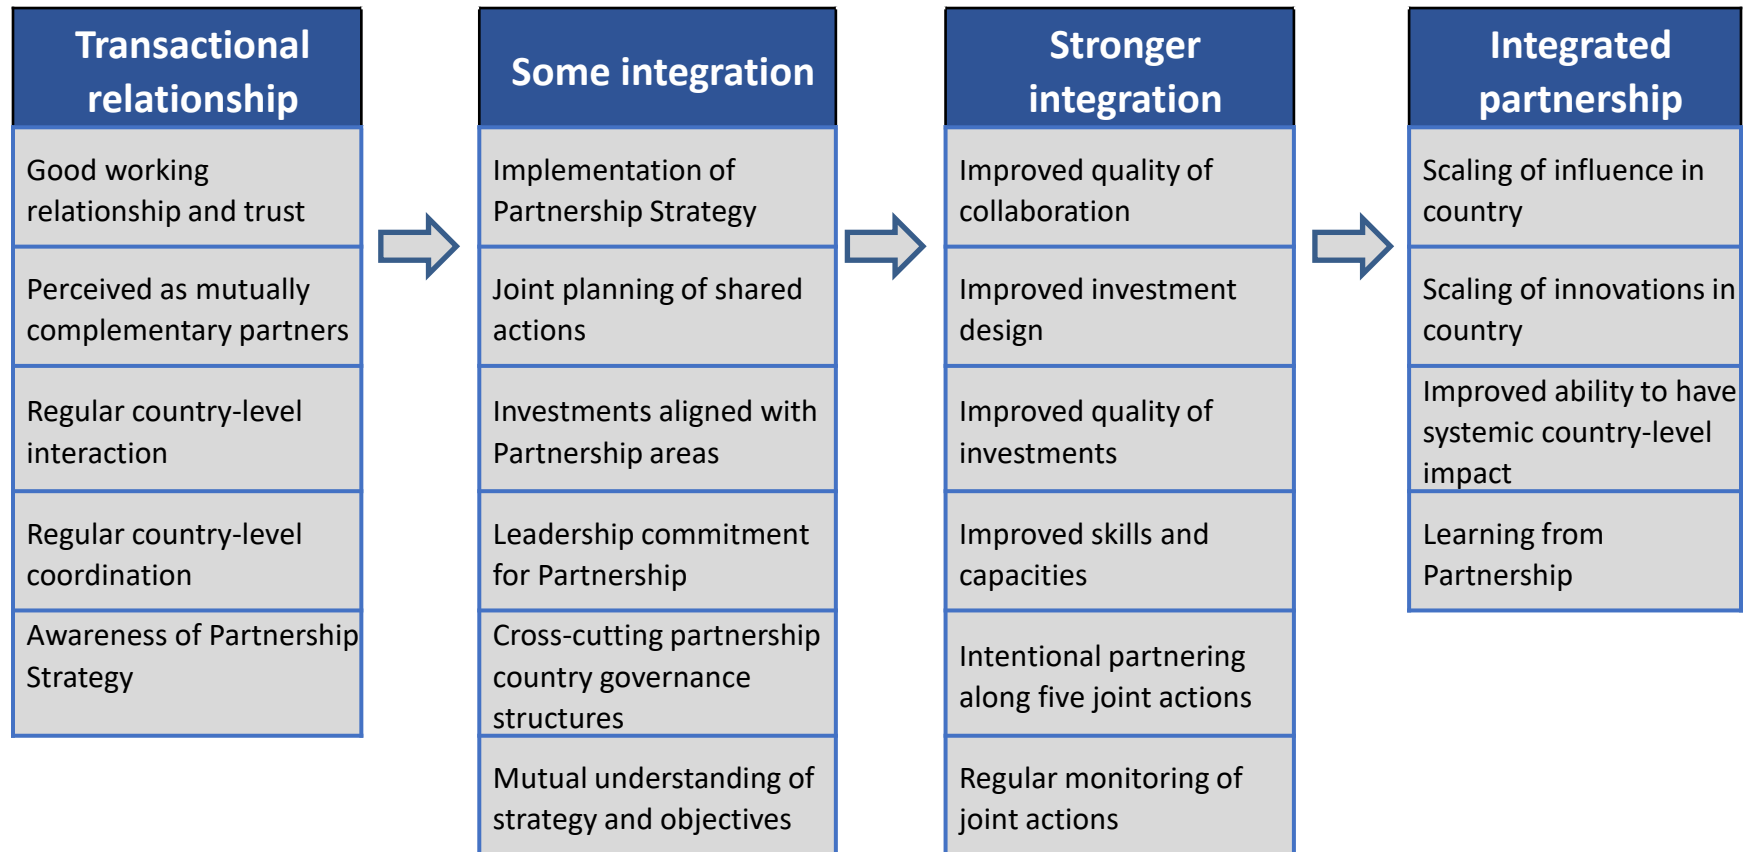 Transactional
relationship
Good working
relationship and trust
Perceived as mutually
complementary partners
Regular country-level
interaction
Regular country-level
coordination
Awareness of Partnership
Strategy
Some integration
Implementation of
Partnership Strategy
Joint planning of shared
actions
Investments aligned with
Partnership areas
Leadership commitment
for Partnership
Cross-cutting partnership
country governance
structures
Mutual understanding of
strategy and objectives
Stronger
integration
Improved quality of
collaboration
Improved investment
design
Improved quality of
investments
Improved skills and
capacities
Intentional partnering
along five joint actions
Regular monitoring of
joint actions
Integrated
partnership
Scaling of influence in
country
Scaling of innovations in
country
Improved ability to have
systemic country-level
impact
Learning from
Partnership